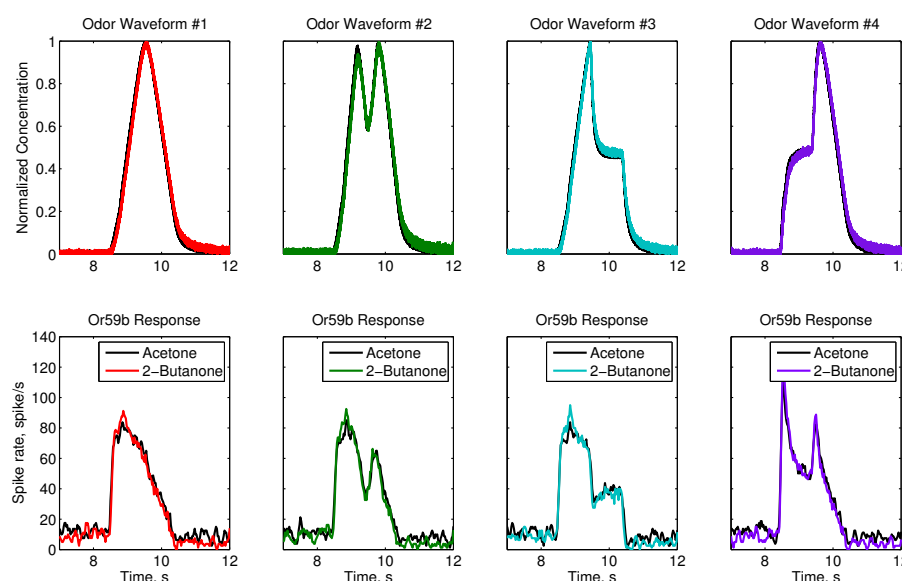 Odor Waveform #1
Odor Waveform #2
Odor Waveform #3
Odor Waveform #4
Normalized Concentration
1
0.8
0.6
0.4
0.2
0
8 10 12
8 10 12
8 10 12
8 10 12
Or59b Response
Or59b Response
Or59b Response
Or59b Response
Spike rate, spike/s
140
120
100
80
60
40
20
0
Acetone
2−Butanone
Acetone
2−Butanone
Acetone
2−Butanone
Acetone
2−Butanone
8 10 12
8 10 12
8 10 12
8 10 12
Time, s
Time, s
Time, s
Time, s